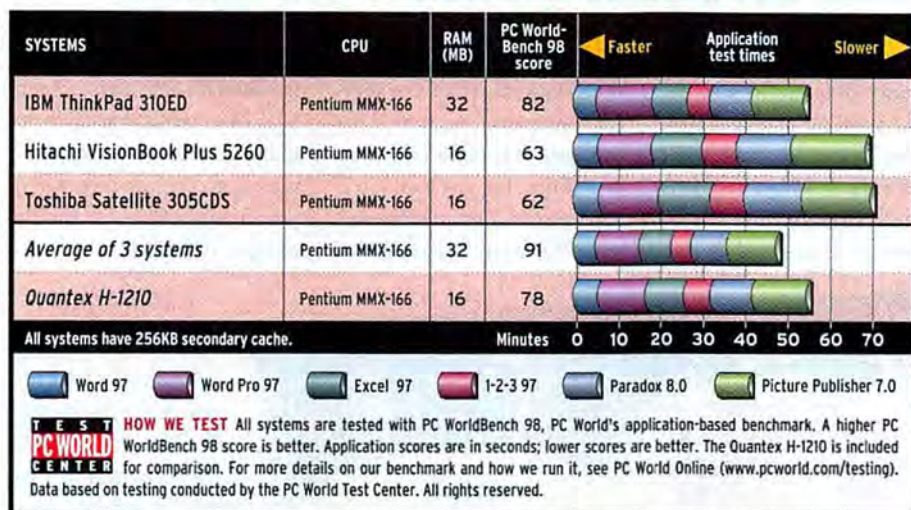 SYSTEMS CPU RAM (MB) PC World-Bench 98 score Faster Application test times Slower
IBM ThinkPad 310ED Pentium MMX-166 32 82
Hitachi VisionBook Plus 5260 Pentium MMX-166 16 63
Toshiba Satellite 305CDS Pentium MMX-166 16 62
Average of 3 systems Pentium MMX-166 32 91
Quantex H-1210 Pentium MMX-166 16 78
All systems have 256KB secondary cache. Minutes 0 10 20 30 40 50 60 70
Word 97 Word Pro 97 Excel 97 1-2-3 97 Paradox 8.0 Picture Publisher 7.0
TEST
PC WORLD
CENTER
HOW WE TEST All systems are tested with PC WorldBench 98, PC World's application-based benchmark. A higher PC
WorldBench 98 score is better. Application scores are in seconds; lower scores are better. The Quantex H-1210 is included
for comparison. For more details on our benchmark and how we run it, see PC World Online (www.pcworld.com/testing).
Data based on testing conducted by the PC World Test Center. All rights reserved.